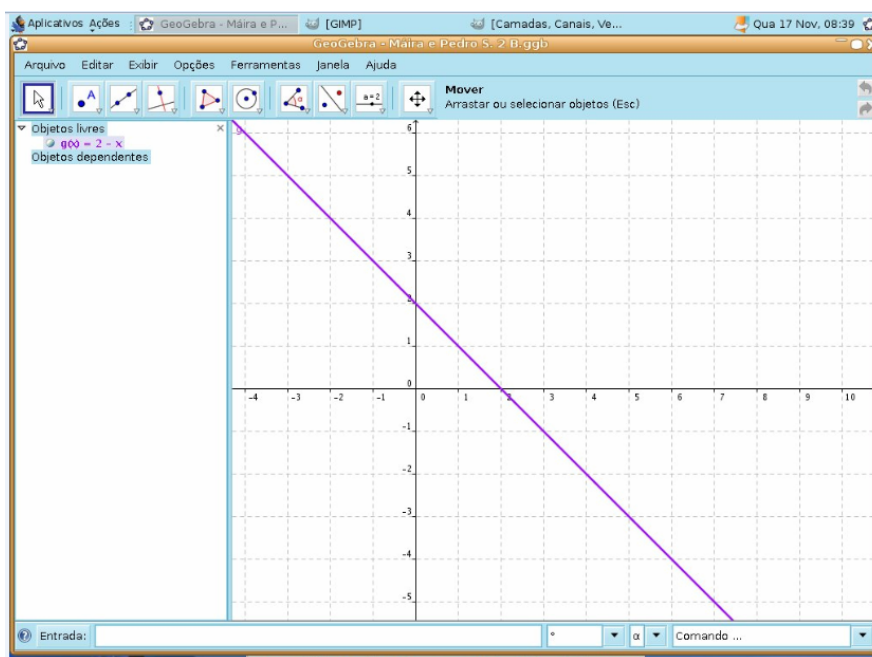 Aplicativos Ações GeoGebra - Máira e P... [GIMP] [Camadas, Canais, Ve... Qua 17 Nov, 08:39
GeoGebra - Maíra e Pedro S. 2 B.ggb
Arquivo Editar Exibir Opções Ferramentas Janela Ajuda
A α a=2
Mover
Arrastar ou selecionar objetos (Esc)
Objetos livres
g(x) = 2 - x
Objetos dependentes
g
6
5
4
3
2
1
0
-4 -3 -2 -1 0 1 2 3 4 5 6 7 8 9 10
-1
-2
-3
-4
-5
Entrada: ° α Comando ...